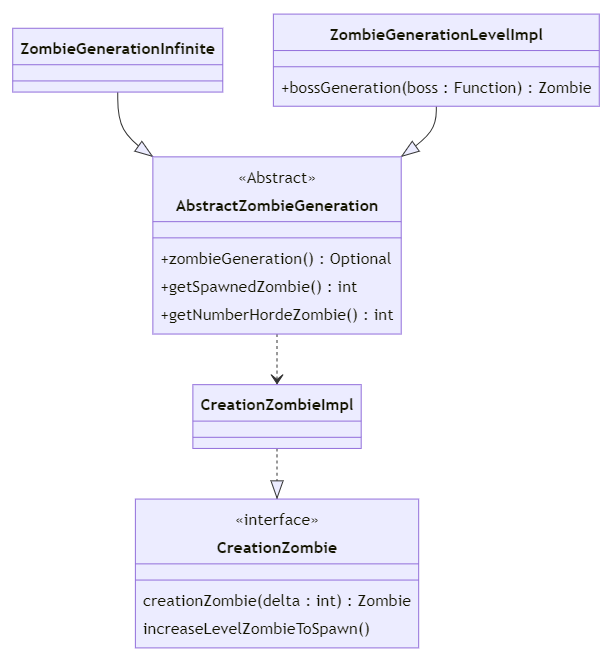 ZombieGenerationInfinite
ZombieGenerationLevelImpl
+bossGeneration(boss : Function) : Zombie
«Abstract»
AbstractZombieGeneration
+zombieGeneration() : Optional
+getSpawnedZombie() : int
+getNumberHordeZombie() : int
CreationZombieImpl
«interface»
CreationZombie
creationZombie(delta : int) : Zombie
increaseLevelZombieToSpawn()